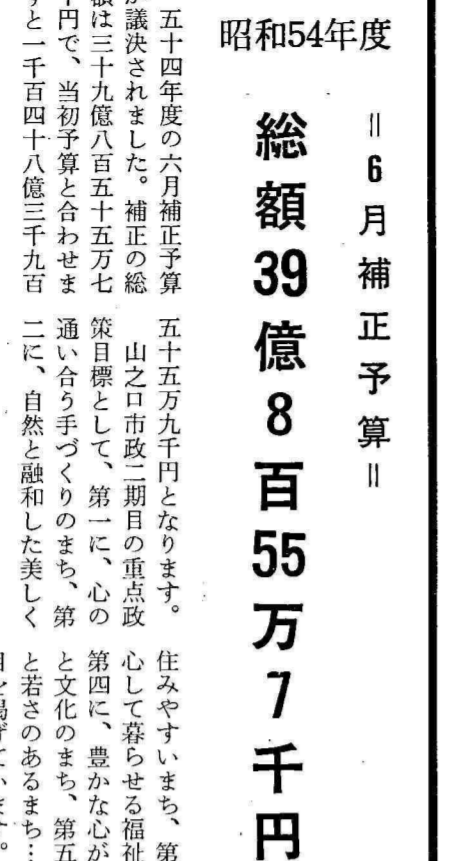 昭和54年度
＝6月補正予算＝
総額39億8百55万7千円
五十四年度の六月補正予算
が議決されました。補正の総
額は三十九億八百五十五万七
千円で、当初予算と合わせま
すと一千百四十八億三千九百
五十五万九千円となります。
山之口市政二期目の重点政
策目標として、第一に、心の
通い合う手づくりのまち、第
二に、自然と融和した美しく
住みやすいまち、第
心して暮らせる福祉
第四に、豊かな心が
と文化のまち、第五
と若さのあるまち…
を掲げています。